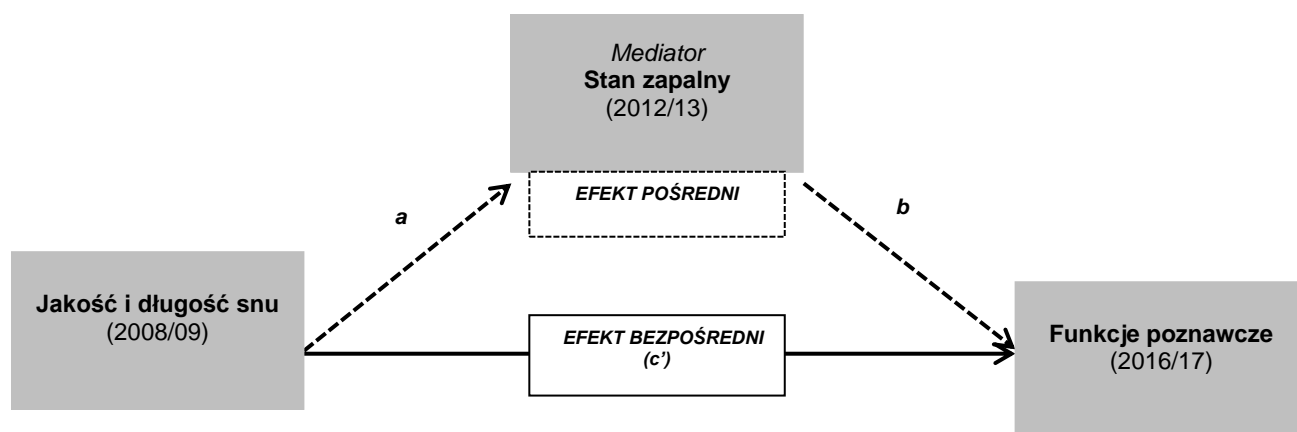 Mediator
Stan zapalny
(2012/13)
EFEKT POŚREDNI
a
b
Jakość i długość snu
(2008/09)
EFEKT BEZPOŚREDNI
(c’)
Funkcje poznawcze
(2016/17)